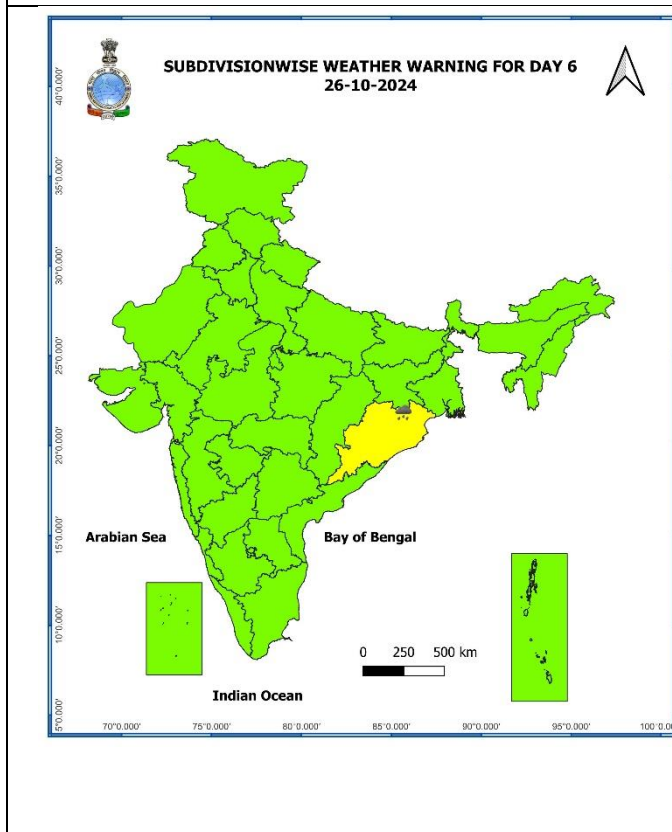 SUBDIVISIONWISE WEATHER WARNING FOR DAY 6
26-10-2024
40°0.000'
35°0.000'
30°0.000'
25°0.000'
20°0.000'
15°0.000'
10°0.000'
5°0.000'
Arabian Sea
Bay of Bengal
0 250 500 km
Indian Ocean
70°0.000' 75°0.000' 80°0.000' 85°0.000' 90°0.000' 95°0.000' 100°0.0